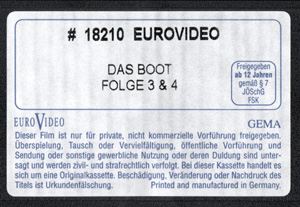 # 18210 EUROVIDEO
DAS BOOT
FOLGE 3 & 4
Freigegeben
ab 12 Jahren
gemäß § 7
JÖSchG
FSK
EUROVIDEO
GEMA
Dieser Film ist nur für private, nicht kommerzielle Vorführung freigegeben.
Überspielung, Tausch oder Vervielfältigung, öffentliche Vorführung und
Sendung oder sonstige gewerbliche Nutzung oder deren Duldung sind unter-
sagt und werden zivil- und strafrechtlich verfolgt. Bei dieser Kassette handelt es
sich um eine Originalkassette. Beschädigung, Veränderung oder Nachdruck des
Titels ist Urkundenfälschung. Printed and manufactured in Germany.